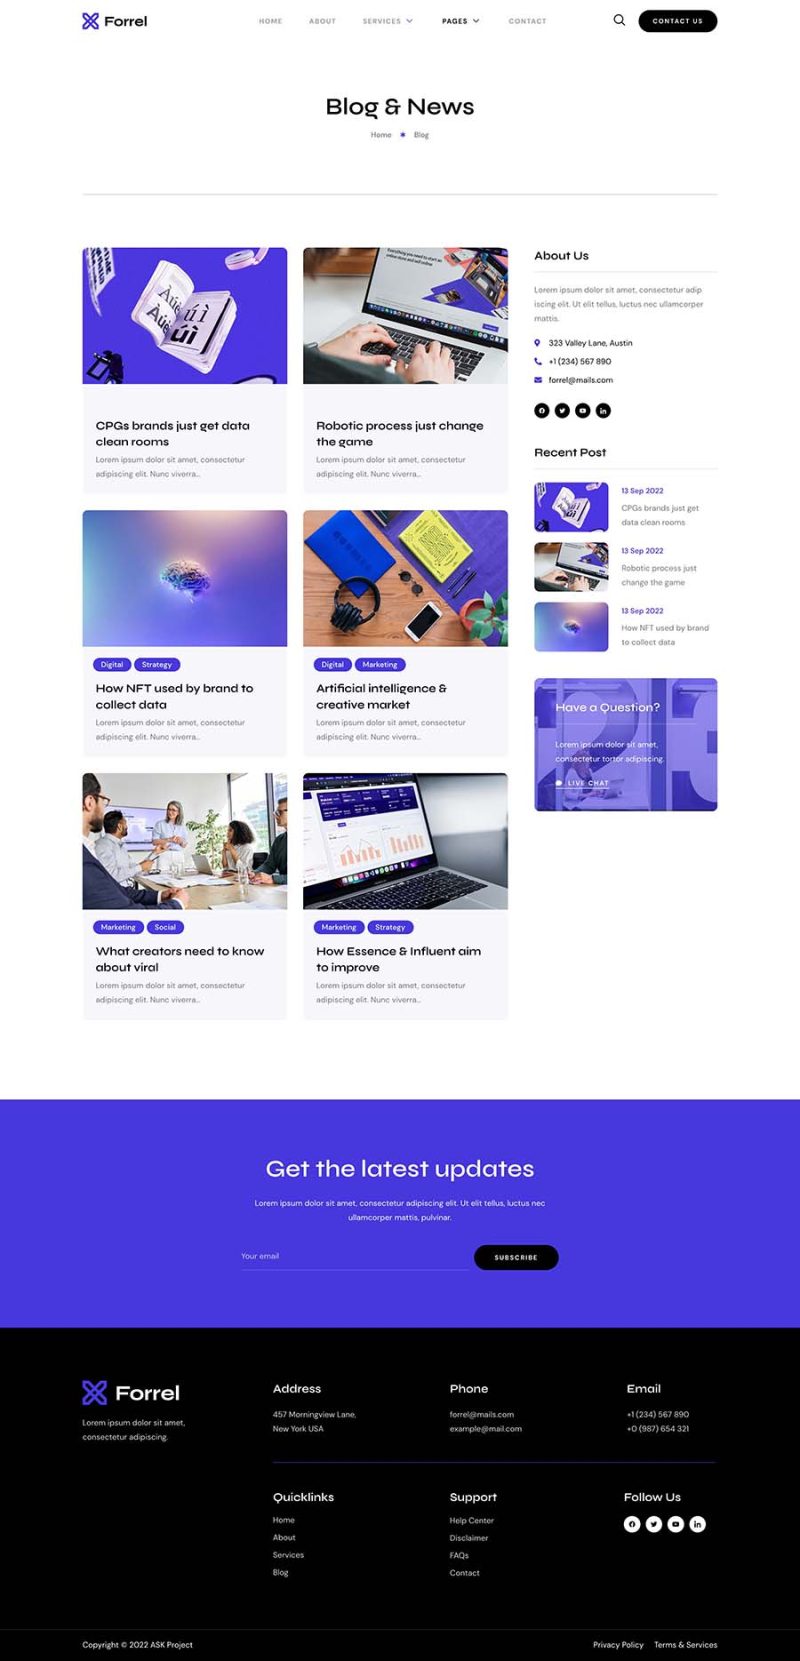 Forrel
HOME ABOUT SERVICES PAGES CONTACT
CONTACT US
Blog & News
Home Blog
CPGs brands just get data
clean rooms
Lorem ipsum dolor sit amet, consectetur
adipiscing elit. Nunc viverra...
Robotic process just change
the game
Lorem ipsum dolor sit amet, consectetur
adipiscing elit. Nunc viverra...
Digital Strategy
How NFT used by brand to
collect data
Lorem ipsum dolor sit amet, consectetur
adipiscing elit. Nunc viverra...
Digital Marketing
Artificial intelligence &
creative market
Lorem ipsum dolor sit amet, consectetur
adipiscing elit. Nunc viverra...
Marketing Social
What creators need to know
about viral
Lorem ipsum dolor sit amet, consectetur
adipiscing elit. Nunc viverra...
Marketing Strategy
How Essence & Influent aim
to improve
Lorem ipsum dolor sit amet, consectetur
adipiscing elit. Nunc viverra...
About Us
Lorem ipsum dolor sit amet, consectetur adip
iscing elit. Ut elit tellus, luctus nec ullamcorper
mattis.
323 Valley Lane, Austin
+1 (234) 567 890
forrel@mails.com
Recent Post
13 Sep 2022
CPGs brands just get
data clean rooms
13 Sep 2022
Robotic process just
change the game
13 Sep 2022
How NFT used by brand
to collect data
Have a Question?
Lorem ipsum dolor sit amet,
consectetur tortor adipiscing.
LIVE CHAT
Get the latest updates
Lorem ipsum dolor sit amet, consectetur adipiscing elit. Ut elit tellus, luctus nec
ullamcorper mattis, pulvinar.
Your email
SUBSCRIBE
Forrel
Lorem ipsum dolor sit amet,
consectetur adipiscing.
Address
457 Morningview Lane,
New York USA
Phone
forrel@mails.com
example@mail.com
Email
+1 (234) 567 890
+0 (987) 654 321
Quicklinks
Home
About
Services
Blog
Support
Help Center
Disclaimer
FAQs
Contact
Follow Us
Copyright © 2022 ASK Project
Privacy Policy Terms & Services